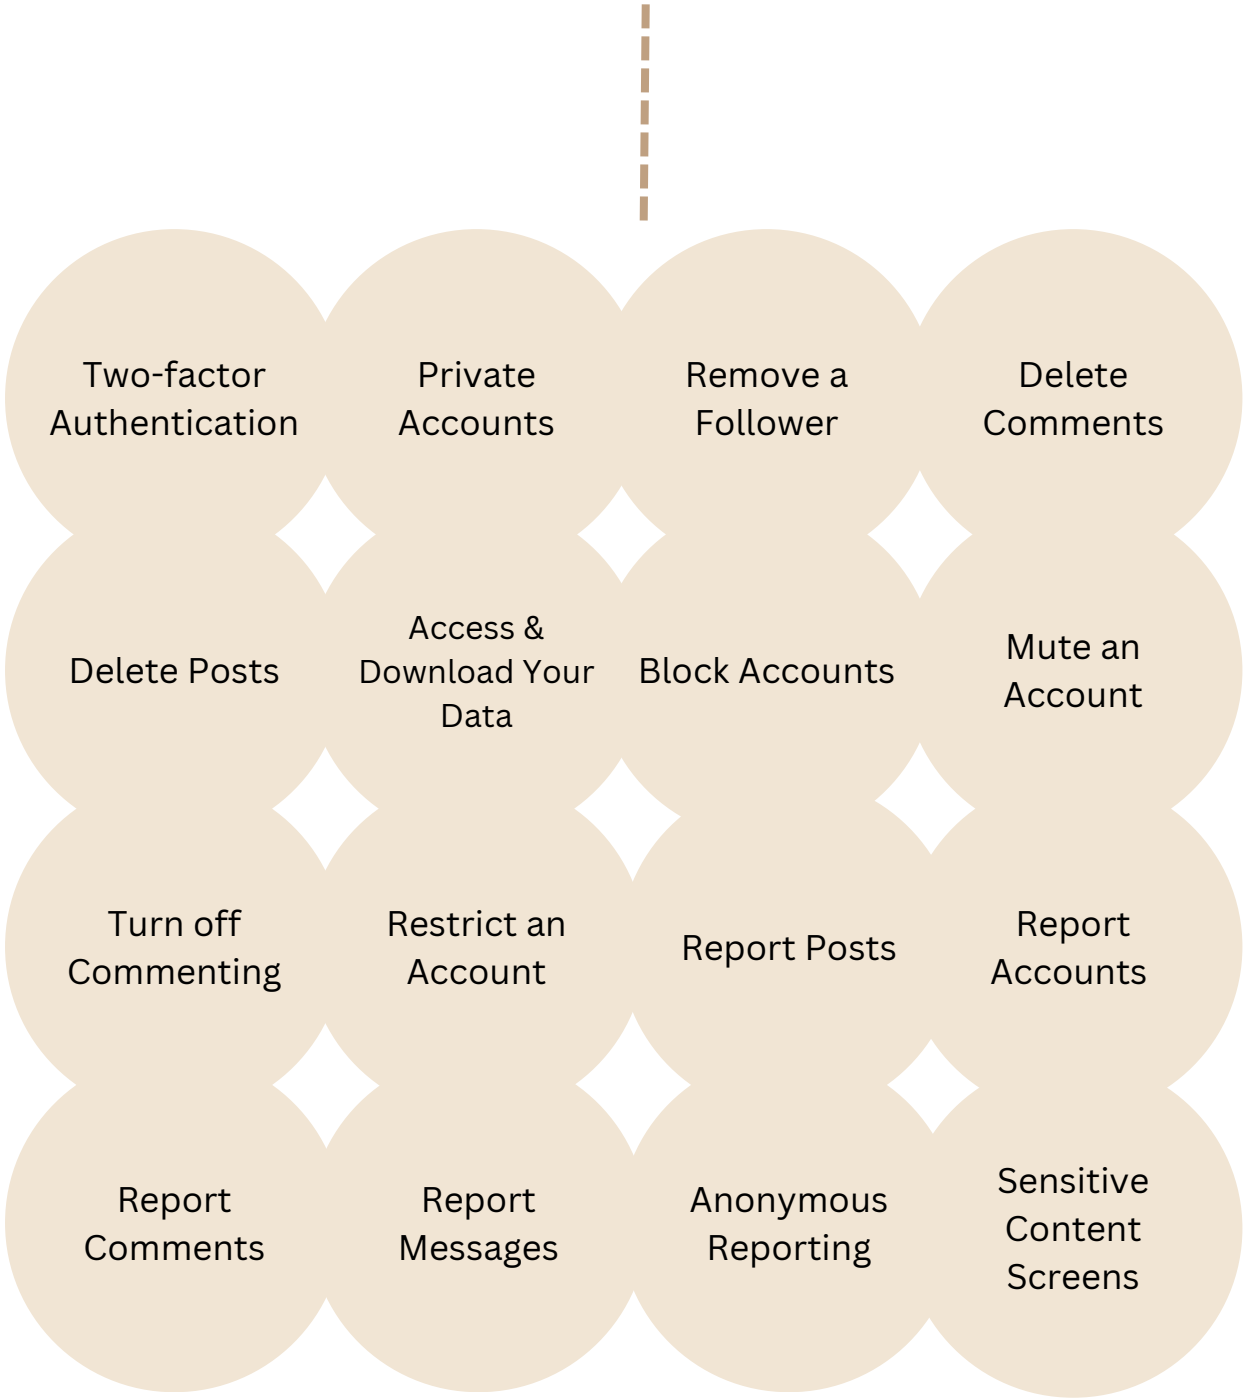 Two-factor
Authentication
Private
Accounts
Remove a
Follower
Delete
Comments
Delete Posts
Access &
Download Your
Data
Block Accounts
Mute an
Account
Turn off
Commenting
Restrict an
Account
Report Posts
Report
Accounts
Report
Comments
Report
Messages
Anonymous
Reporting
Sensitive
Content
Screens